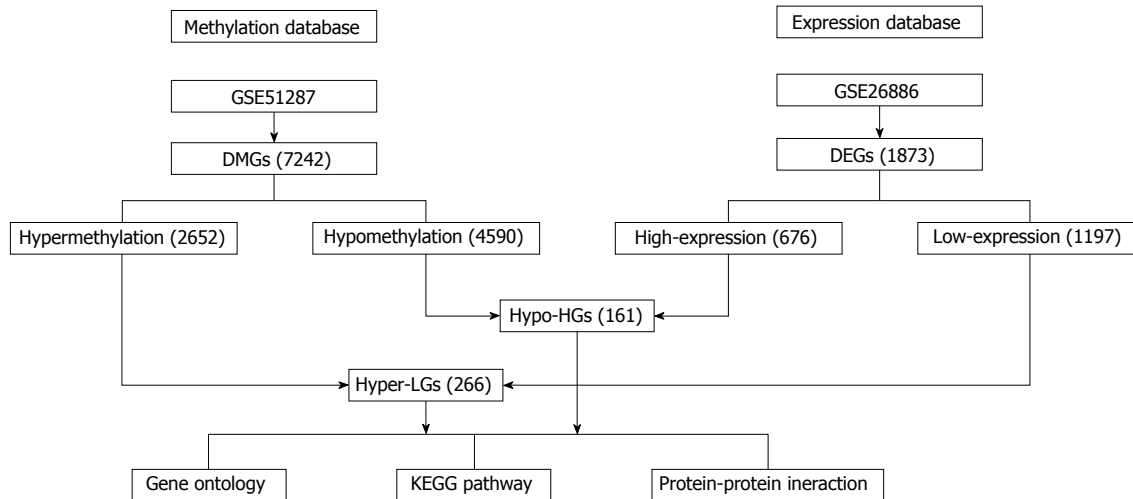 Methylation database
Expression database
GSE51287
GSE26886
DMGs (7242)
DEGs (1873)
Hypermethylation (2652)
Hypomethylation (4590)
High-expression (676)
Low-expression (1197)
Hypo-HGs (161)
Hyper-LGs (266)
Gene ontology
KEGG pathway
Protein-protein ineraction